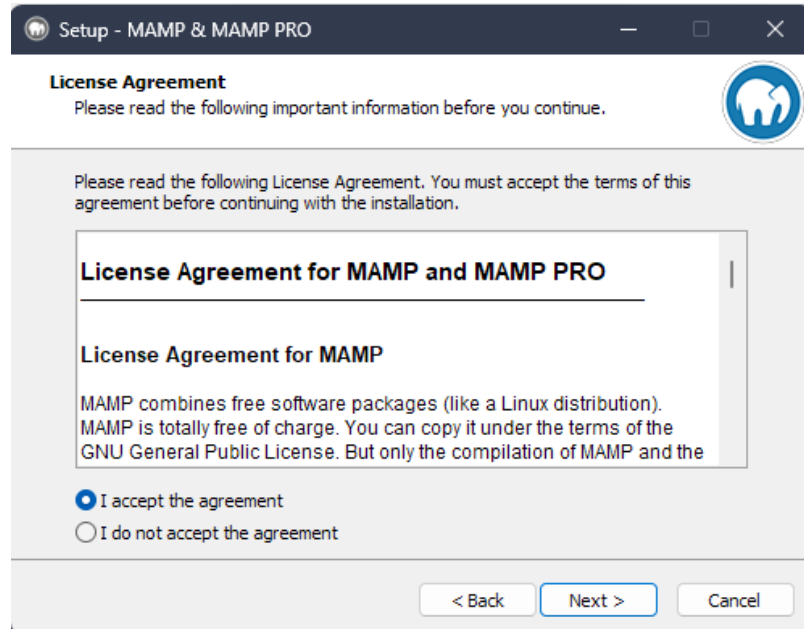 Setup - MAMP & MAMP PRO
License Agreement
Please read the following important information before you continue.
Please read the following License Agreement. You must accept the terms of this
agreement before continuing with the installation.
License Agreement for MAMP and MAMP PRO
License Agreement for MAMP
MAMP combines free software packages (like a Linux distribution).
MAMP is totally free of charge. You can copy it under the terms of the
GNU General Public License. But only the compilation of MAMP and the
I accept the agreement
I do not accept the agreement
< Back Next > Cancel